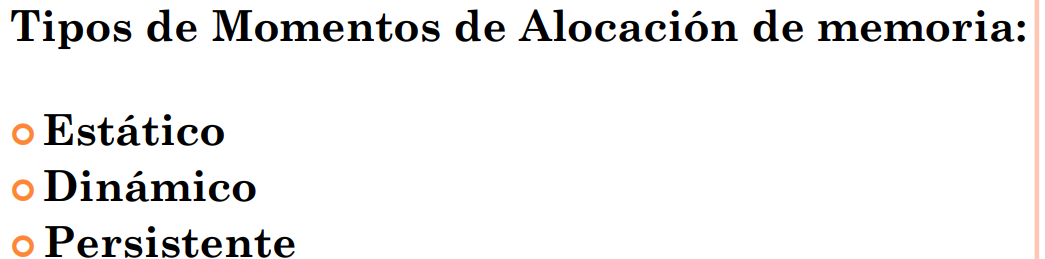 Tipos de Momentos de Alocación de memoria:
Estático
Dinámico
Persistente